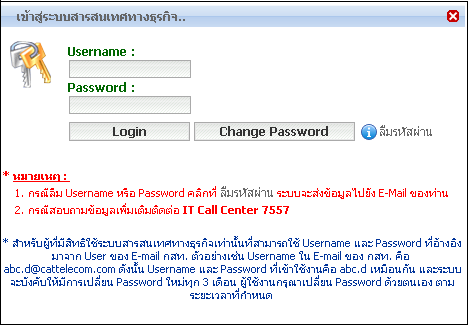 เข้าสู่ระบบสารสนเทศทางธุรกิจ..
Username :
Password :
Login
Change Password
ลืมรหัสผ่าน
* หมายเหตุ :
1. กรณีลืม Username หรือ Password คลิกที่ ลืมรหัสผ่าน ระบบจะส่งข้อมูลไปยัง E-Mail ของท่าน
2. กรณีสอบถามข้อมูลเพิ่มเติมติดต่อ IT Call Center 7557
* สำหรับผู้ที่มีสิทธิใช้ระบบสารสนเทศทางธุรกิจเท่านั้นที่สามารถใช้ Username และ Password ที่อ้างอิง
มาจาก User ของ E-mail กสท. ตัวอย่างเช่น Username ใน E-Mail ของ กสท. คือ
abc.d@cattelecom.com ดังนั้น Username และ Password ที่เข้าใช้งานคือ abc.d เหมือนกัน และระบบ
จะบังคับให้มีการเปลี่ยน Password ใหม่ทุก 3 เดือน ผู้ใช้งานกรุณาเปลี่ยน Password ด้วยตนเอง ตาม
ระยะเวลาที่กำหนด